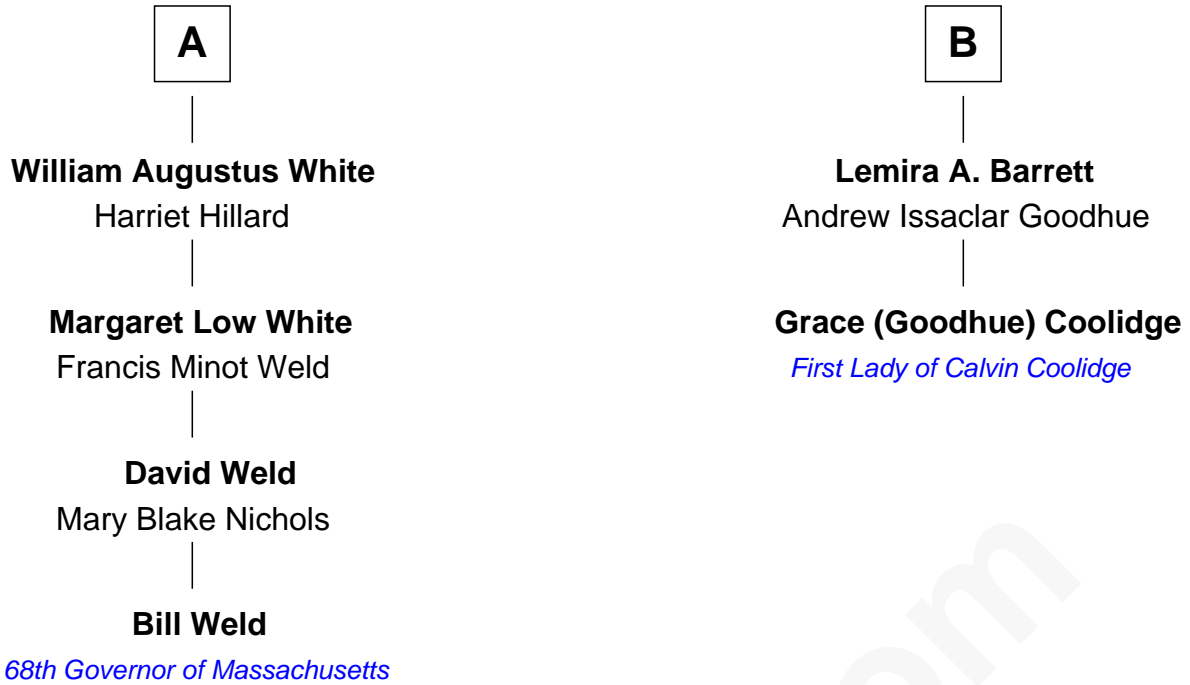 A
William Augustus White
Harriet Hillard
Margaret Low White
Francis Minot Weld
David Weld
Mary Blake Nichols
Bill Weld
68th Governor of Massachusetts
B
Lemira A. Barrett
Andrew Issaclar Goodhue
Grace (Goodhue) Coolidge
First Lady of Calvin Coolidge
om